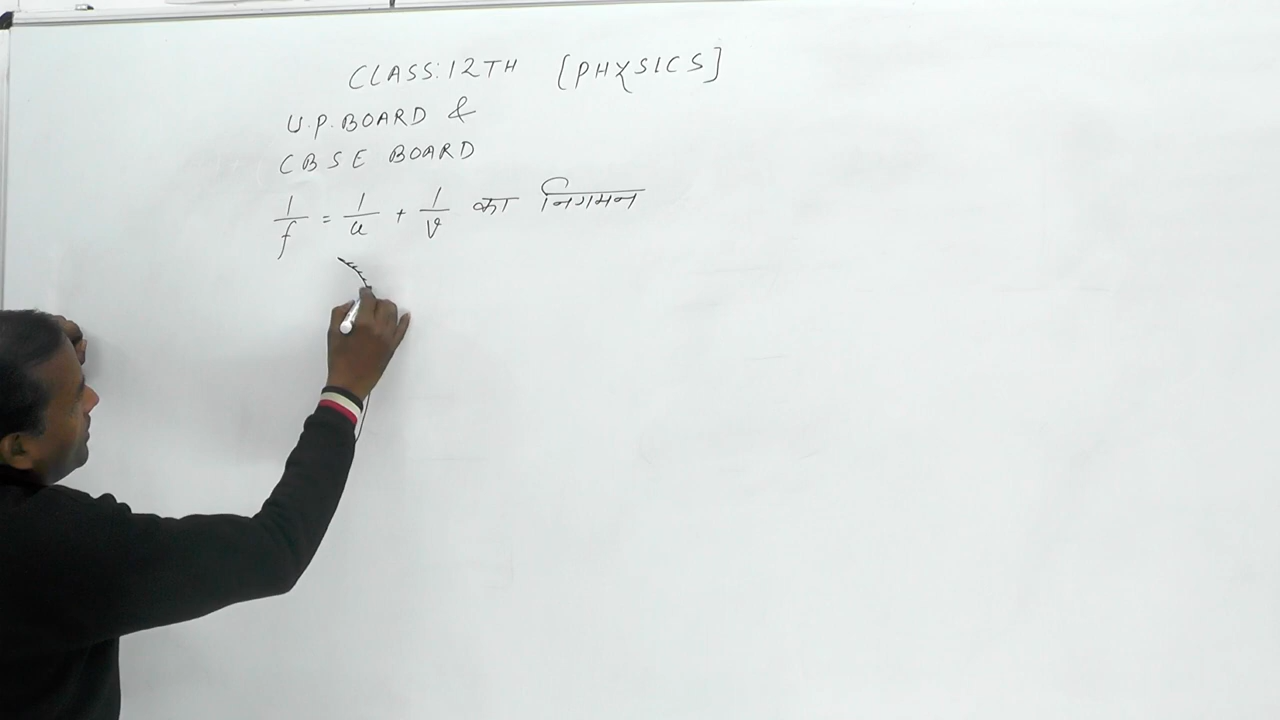 CLASS: 12TH [PHYSICS]
U.P. BOARD &
CBSE BOARD
1/f = 1/u + 1/v का निगमन